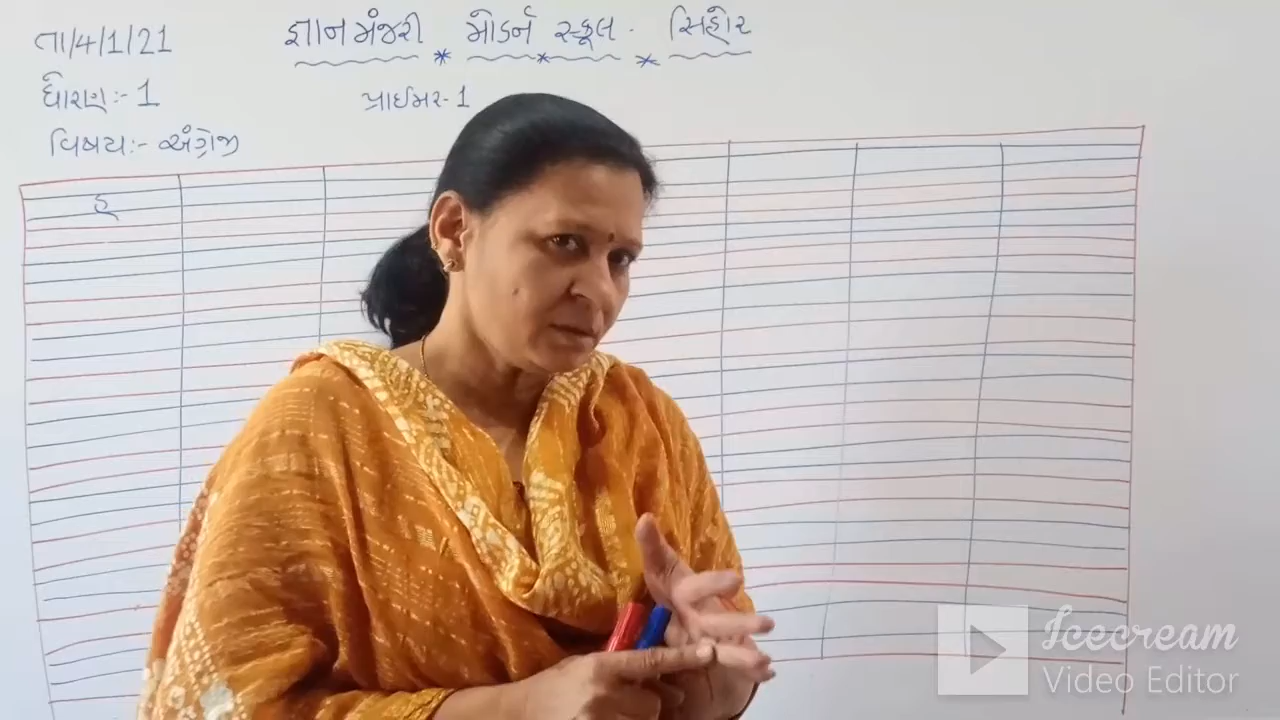 તા/4/1/21
જ્ઞાનમંજરી * મોડર્ન * સ્કૂલ. * સિહોર
ધોરણ:- 1
પ્રાઈમર-1
વિષય:- અંગ્રેજી
હ
Icecream
Video Editor